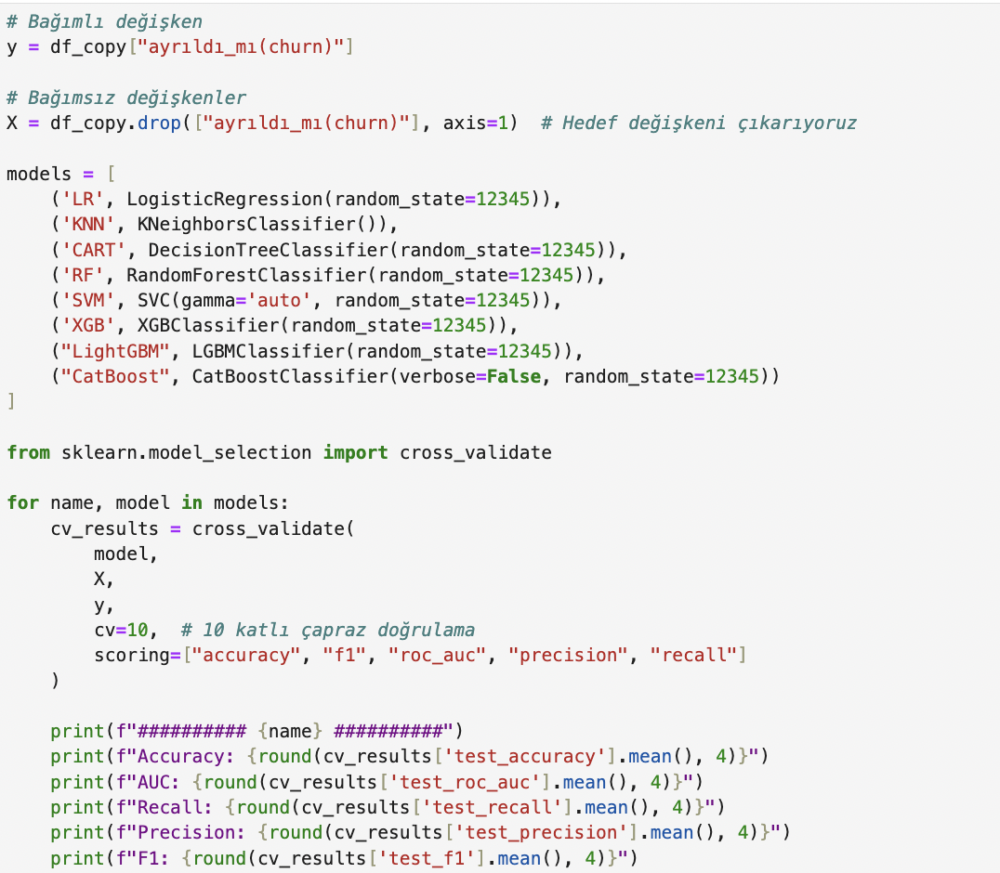 # Bağımlı değişken
y = df_copy["ayrıldı_mı(churn)"]
# Bağımsız değişkenler
X = df_copy.drop(["ayrıldı_mı(churn)"], axis=1)  # Hedef değişkeni çıkarıyoruz
models = [
    ('LR', LogisticRegression(random_state=12345)),
    ('KNN', KNeighborsClassifier()),
    ('CART', DecisionTreeClassifier(random_state=12345)),
    ('RF', RandomForestClassifier(random_state=12345)),
    ('SVM', SVC(gamma='auto', random_state=12345)),
    ('XGB', XGBClassifier(random_state=12345)),
    ("LightGBM", LGBMClassifier(random_state=12345)),
    ("CatBoost", CatBoostClassifier(verbose=False, random_state=12345))
]
from sklearn.model_selection import cross_validate
for name, model in models:
    cv_results = cross_validate(
        model,
        X,
        y,
        cv=10,  # 10 katlı çapraz doğrulama
        scoring=["accuracy", "f1", "roc_auc", "precision", "recall"]
    )
    print(f"########## {name} ##########")
    print(f"Accuracy: {round(cv_results['test_accuracy'].mean(), 4)}")
    print(f"AUC: {round(cv_results['test_roc_auc'].mean(), 4)}")
    print(f"Recall: {round(cv_results['test_recall'].mean(), 4)}")
    print(f"Precision: {round(cv_results['test_precision'].mean(), 4)}")
    print(f"F1: {round(cv_results['test_f1'].mean(), 4)}")